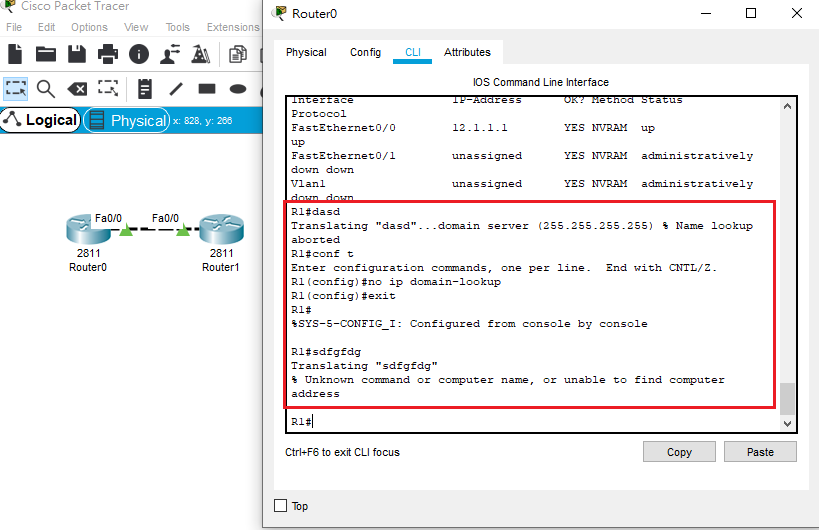 Cisco Packet Tracer
File Edit Options View Tools Extensions
Logical Physical x: 828, y: 266
Fa0/0 Fa0/0
2811 2811
Router0 Router1
Router0
Physical Config CLI Attributes
IOS Command Line Interface
Interface IP-Address OK? Method Status
Protocol
FastEthernet0/0 12.1.1.1 YES NVRAM up
up
FastEthernet0/1 unassigned YES NVRAM administratively
down down
Vlan1 unassigned YES NVRAM administratively
down down
R1#dasd
Translating "dasd"...domain server (255.255.255.255) % Name lookup
aborted
R1#conf t
Enter configuration commands, one per line. End with CNTL/Z.
R1(config)#no ip domain-lookup
R1(config)#exit
R1#
%SYS-5-CONFIG_I: Configured from console by console
R1#sdfgfdg
Translating "sdfgfdg"
% Unknown command or computer name, or unable to find computer
address
R1#
Ctrl+F6 to exit CLI focus
Copy Paste
Top